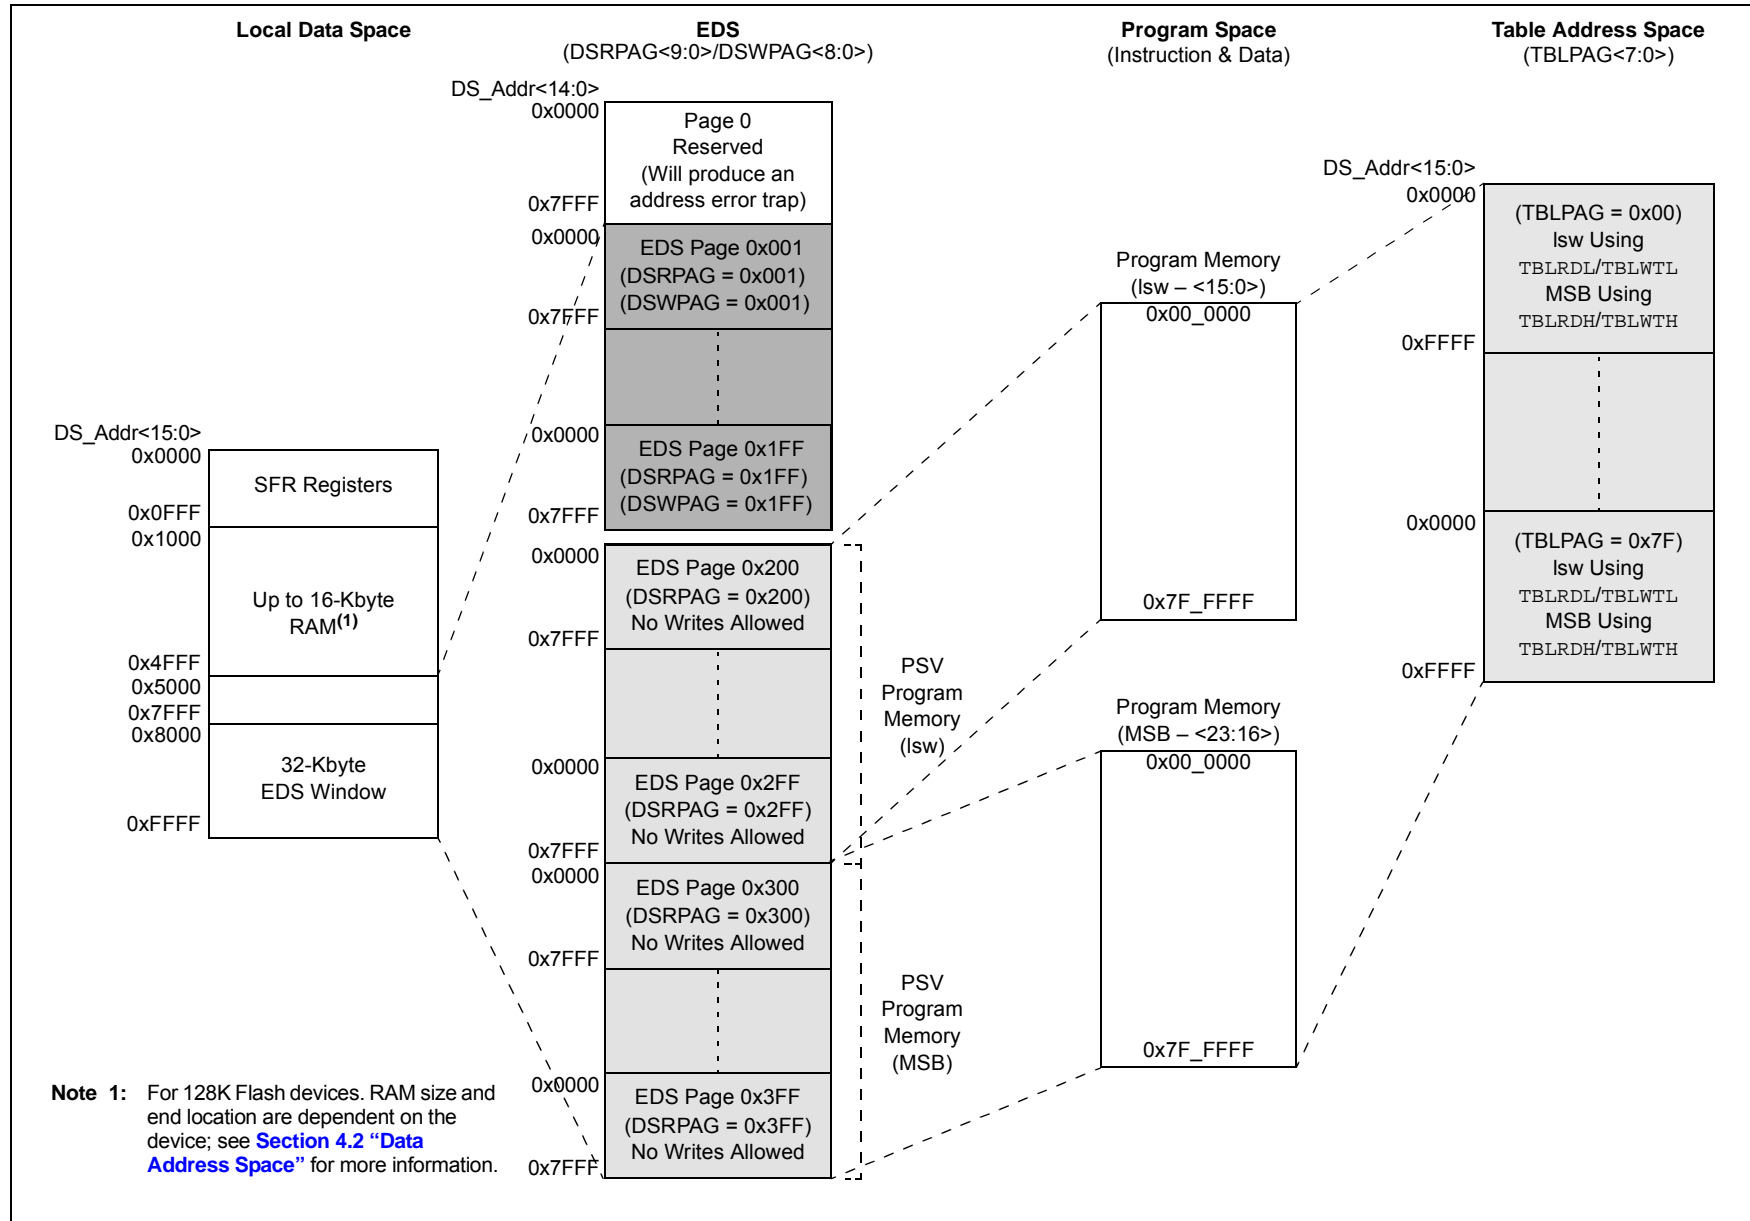 Local Data Space
EDS
(DSRPAG<9:0>/DSWPAG<8:0>)
Program Space
(Instruction & Data)
Table Address Space
(TBLPAG<7:0>)
DS_Addr<15:0>
0x0000
SFR Registers
0x0FFF
0x1000
Up to 16-Kbyte
RAM(1)
0x4FFF
0x5000
0x7FFF
0x8000
32-Kbyte
EDS Window
0xFFFF
DS_Addr<14:0>
0x0000
Page 0
Reserved
(Will produce an
address error trap)
0x7FFF
0x0000
EDS Page 0x001
(DSRPAG = 0x001)
(DSWPAG = 0x001)
0x7FFF
0x0000
EDS Page 0x1FF
(DSRPAG = 0x1FF)
(DSWPAG = 0x1FF)
0x7FFF
0x0000
EDS Page 0x200
(DSRPAG = 0x200)
No Writes Allowed
0x7FFF
0x0000
EDS Page 0x2FF
(DSRPAG = 0x2FF)
No Writes Allowed
0x7FFF
0x0000
EDS Page 0x300
(DSRPAG = 0x300)
No Writes Allowed
0x7FFF
0x0000
EDS Page 0x3FF
(DSRPAG = 0x3FF)
No Writes Allowed
0x7FFF
PSV
Program
Memory
(lsw)
PSV
Program
Memory
(MSB)
Program Memory
(lsw – <15:0>)
0x00_0000
0x7F_FFFF
Program Memory
(MSB – <23:16>)
0x00_0000
0x7F_FFFF
DS_Addr<15:0>
0x0000
(TBLPAG = 0x00)
lsw Using
TBLRDL/TBLWTL
MSB Using
TBLRDH/TBLWTH
0xFFFF
0x0000
(TBLPAG = 0x7F)
lsw Using
TBLRDL/TBLWTL
MSB Using
TBLRDH/TBLWTH
0xFFFF
Note 1: For 128K Flash devices. RAM size and
end location are dependent on the
device; see Section 4.2 “Data
Address Space” for more information.